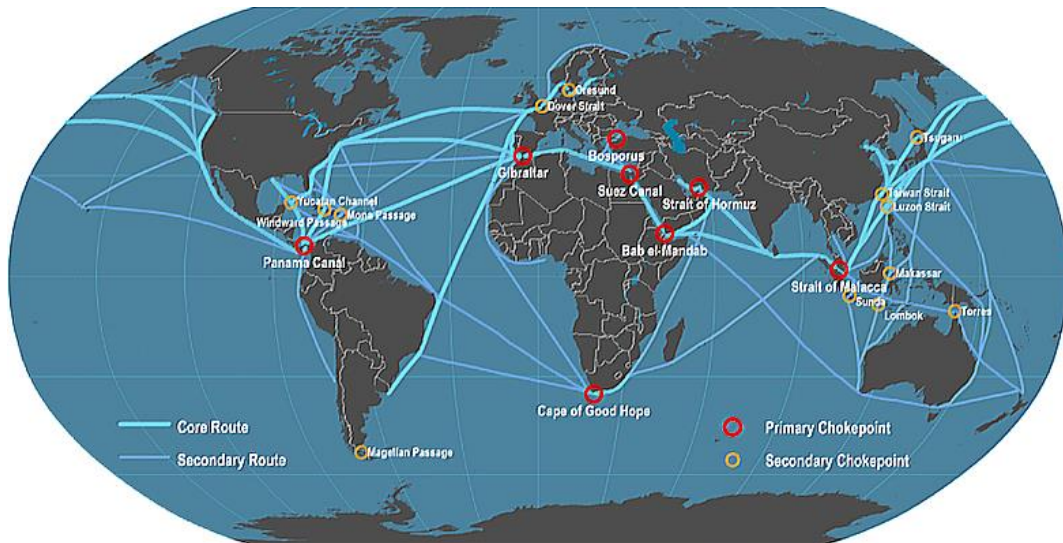 Oresund
Dover Strait
Bosporus
Tsugaru
Gibraltar
Suez Canal
Strait of Hormuz
Taiwan Strait
Luzon Strait
Yucatan Channel
Windward Passage
Mona Passage
Bab el-Mandab
Panama Canal
Strait of Malacca
Makassar
Sunda
Lombok
Torres
Cape of Good Hope
Core Route
Primary Chokepoint
Secondary Route
Secondary Chokepoint
Magellan Passage